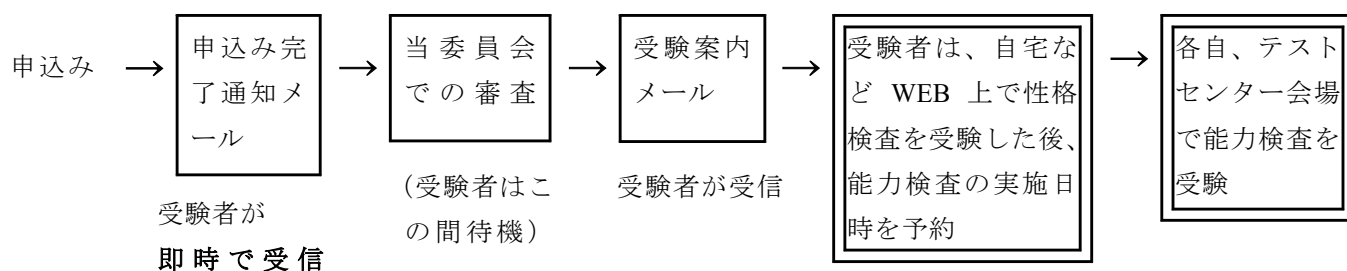 申込み
→
申込み完
了通知メ
ール
受験者が
即時で受信
→
当委員会
での審査
（受験者はこ
の間待機）
→
受験案内
メール
受験者が受信
→
受験者は、自宅な
ど WEB 上で性格
検査を受験した後、
能力検査の実施日
時を予約
→
各自、テスト
センター会場
で能力検査を
受験